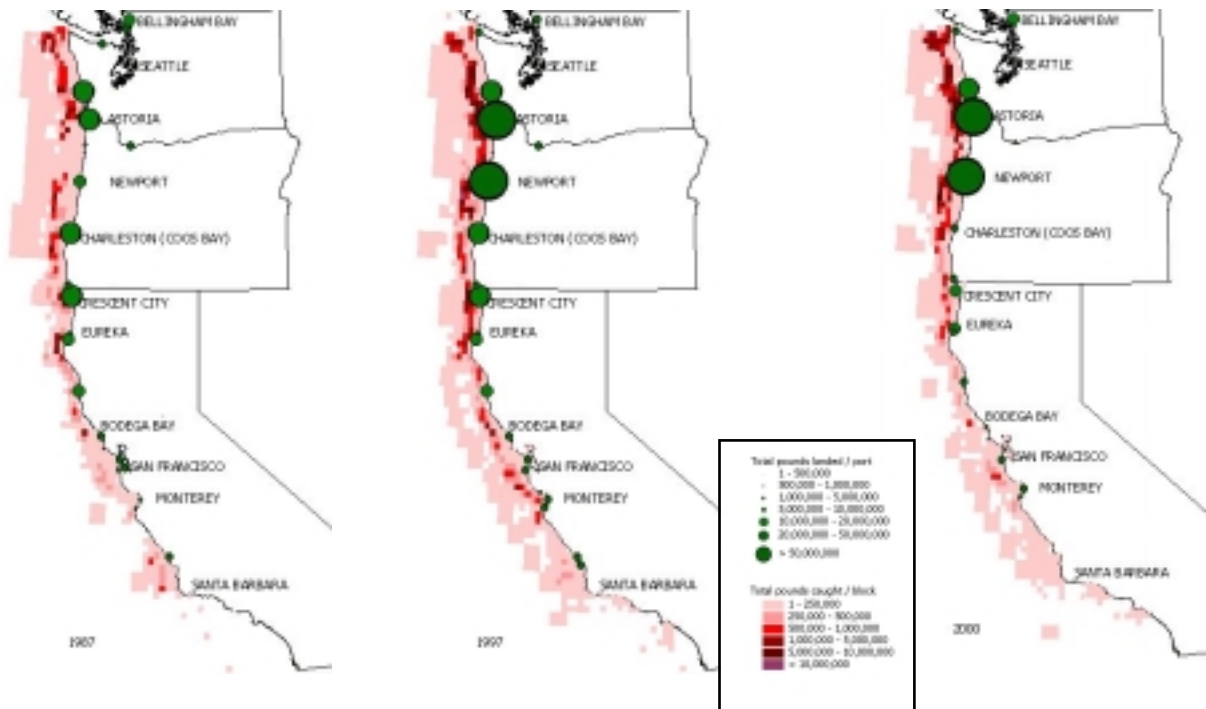 BELLINGHAM BAY
SEATTLE
ASTORIA
NEWPORT
CHARLESTON (COOS BAY)
CRESCENT CITY
EUREKA
BODEGA BAY
SAN FRANCISCO
MONTEREY
SANTA BARBARA
1987
BELLINGHAM BAY
SEATTLE
ASTORIA
NEWPORT
CHARLESTON (COOS BAY)
CRESCENT CITY
EUREKA
BODEGA BAY
SAN FRANCISCO
MONTEREY
SANTA BARBARA
1997
Total pounds landed / port
1 - 500,000
500,000 - 1,000,000
1,000,000 - 5,000,000
5,000,000 - 10,000,000
10,000,000 - 20,000,000
20,000,000 - 50,000,000
> 50,000,000
Total pounds caught / block
1 - 250,000
250,000 - 500,000
500,000 - 1,000,000
1,000,000 - 5,000,000
5,000,000 - 10,000,000
> 10,000,000
BELLINGHAM BAY
SEATTLE
ASTORIA
NEWPORT
CHARLESTON (COOS BAY)
CRESCENT CITY
EUREKA
BODEGA BAY
SAN FRANCISCO
MONTEREY
SANTA BARBARA
2000